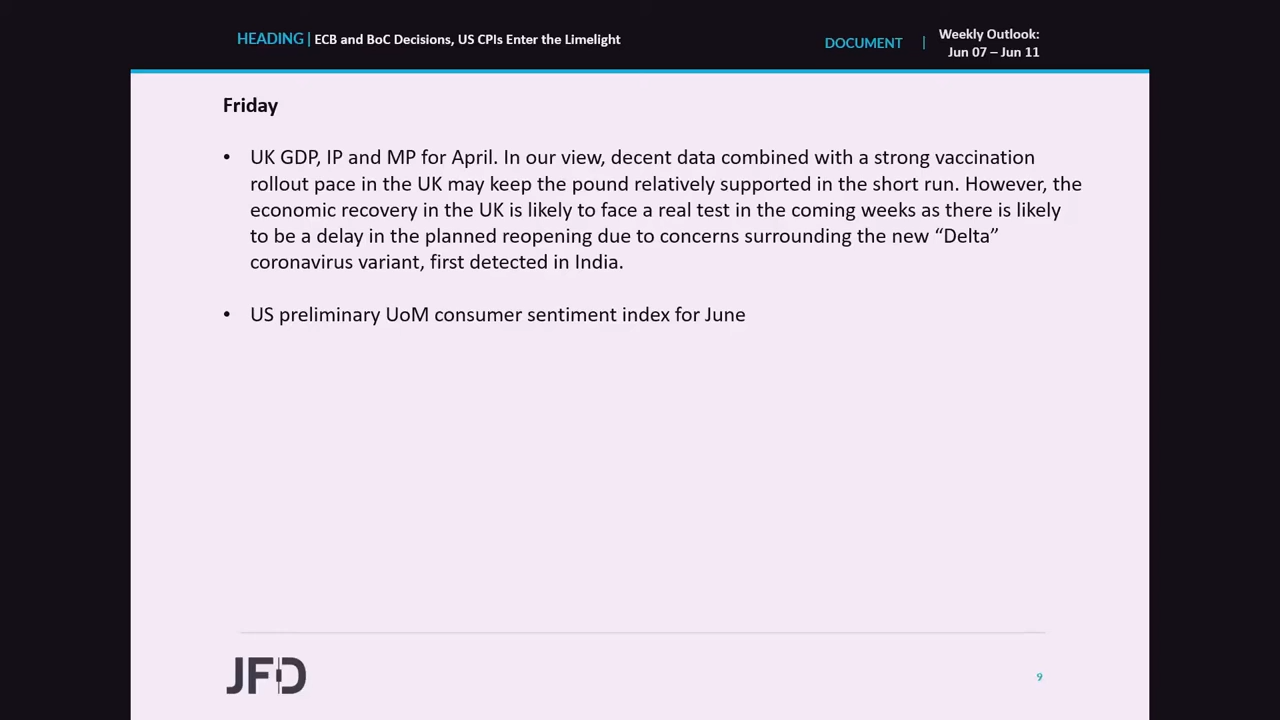 HEADING | ECB and BoC Decisions, US CPIs Enter the Limelight
DOCUMENT | Weekly Outlook:
Jun 07 – Jun 11
Friday
• UK GDP, IP and MP for April. In our view, decent data combined with a strong vaccination
rollout pace in the UK may keep the pound relatively supported in the short run. However, the
economic recovery in the UK is likely to face a real test in the coming weeks as there is likely
to be a delay in the planned reopening due to concerns surrounding the new “Delta”
coronavirus variant, first detected in India.
• US preliminary UoM consumer sentiment index for June
JFD
9